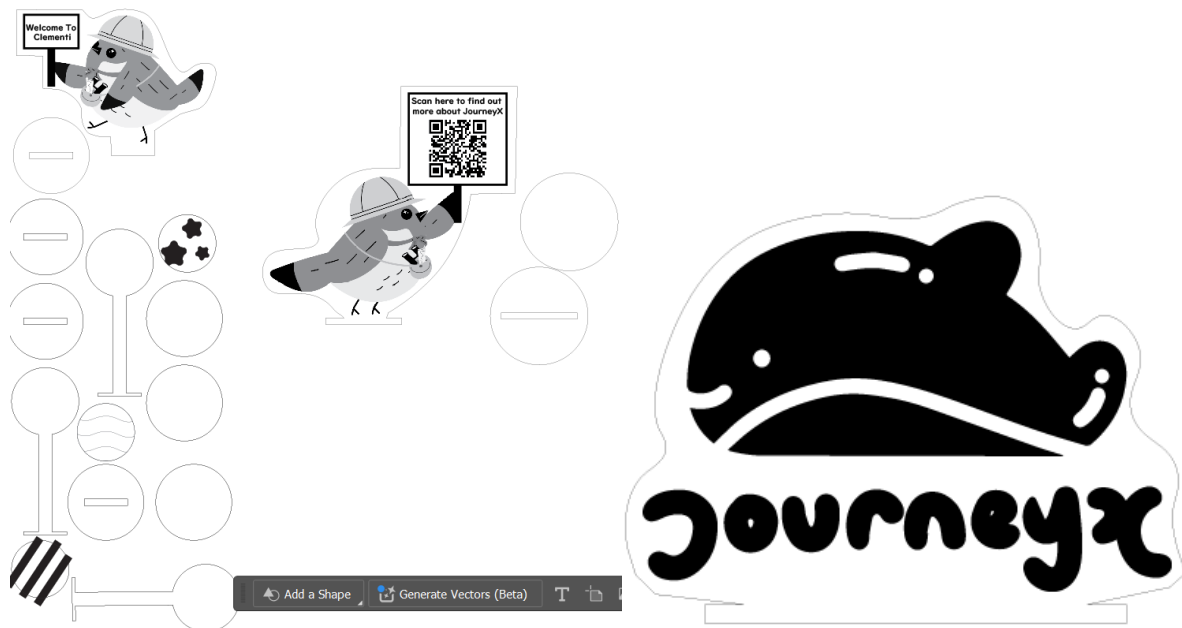 Welcome To
Clementi
Scan here to find out
more about JourneyX
Journeyx
Add a Shape
Generate Vectors (Beta)
T